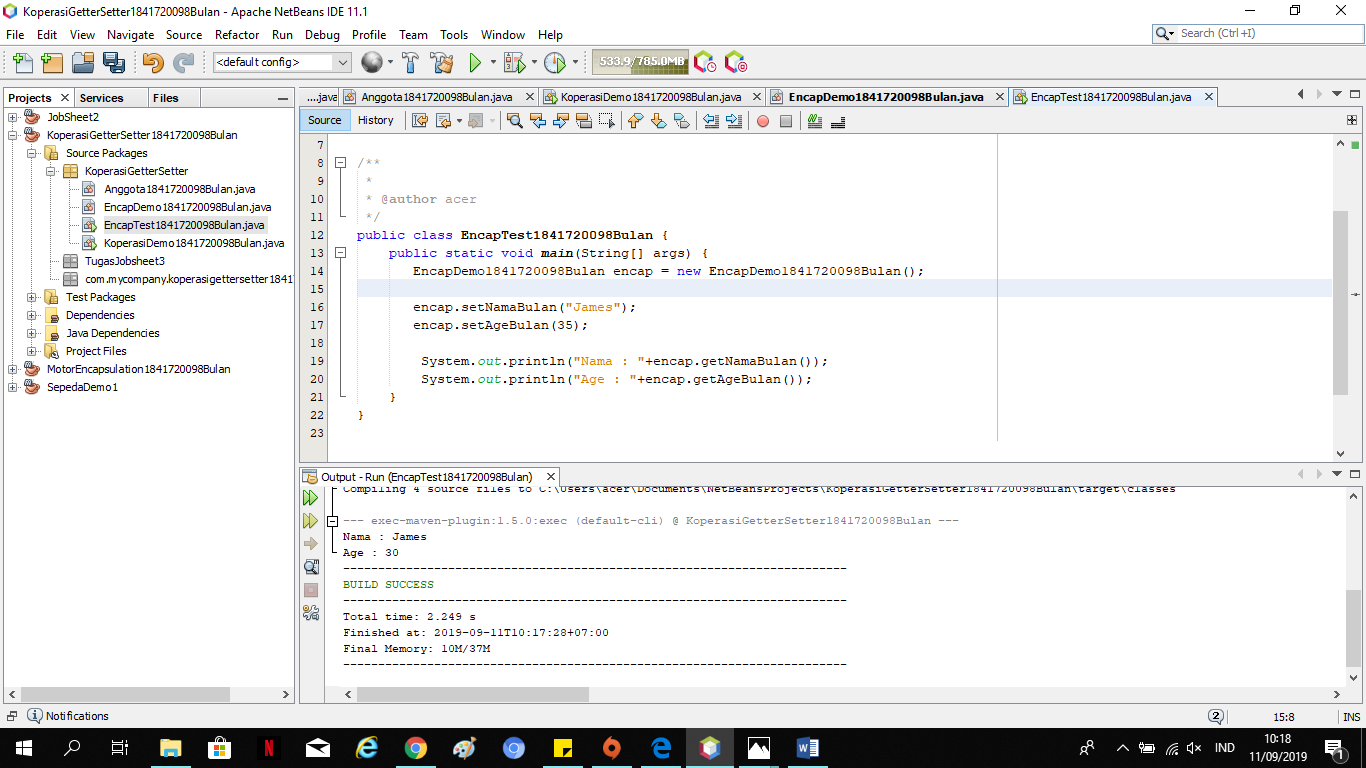 KoperasiGetterSetter1841720098Bulan - Apache NetBeans IDE 11.1
File Edit View Navigate Source Refactor Run Debug Profile Team Tools Window Help
Search (Ctrl+I)
<default config>
533.9/785.0MB
Projects Services Files
....java Anggota1841720098Bulan.java KoperasiDemo1841720098Bulan.java EncapDemo1841720098Bulan.java EncapTest1841720098Bulan.java
Source History
JobSheet2
KoperasiGetterSetter1841720098Bulan
Source Packages
KoperasiGetterSetter
Anggota1841720098Bulan.java
EncapDemo1841720098Bulan.java
EncapTest1841720098Bulan.java
KoperasiDemo1841720098Bulan.java
TugasJobsheet3
com.mycompany.koperasigettersetter1841
Test Packages
Dependencies
Java Dependencies
Project Files
MotorEncapsulation1841720098Bulan
SepedaDemo1
7
8 /**
9 *
10 * @author acer
11 */
12 public class EncapTest1841720098Bulan {
13 public static void main(String[] args) {
14 EncapDemo1841720098Bulan encap = new EncapDemo1841720098Bulan();
15
16 encap.setNamaBulan("James");
17 encap.setAgeBulan(35);
18
19 System.out.println("Nama : "+encap.getNamaBulan());
20 System.out.println("Age : "+encap.getAgeBulan());
21 }
22 }
23
Output - Run (EncapTest1841720098Bulan)
Compiling 4 source files to C:\Users\acer\Documents\NetBeansProjects\KoperasiGetterSetter1841720098Bulan\target\classes
--- exec-maven-plugin:1.5.0:exec (default-cli) @ KoperasiGetterSetter1841720098Bulan ---
Nama : James
Age : 30
------------------------------------------------------------------------
BUILD SUCCESS
------------------------------------------------------------------------
Total time: 2.249 s
Finished at: 2019-09-11T10:17:28+07:00
Final Memory: 10M/37M
------------------------------------------------------------------------
Notifications
2
15:8
INS
IND
10:18
11/09/2019
1